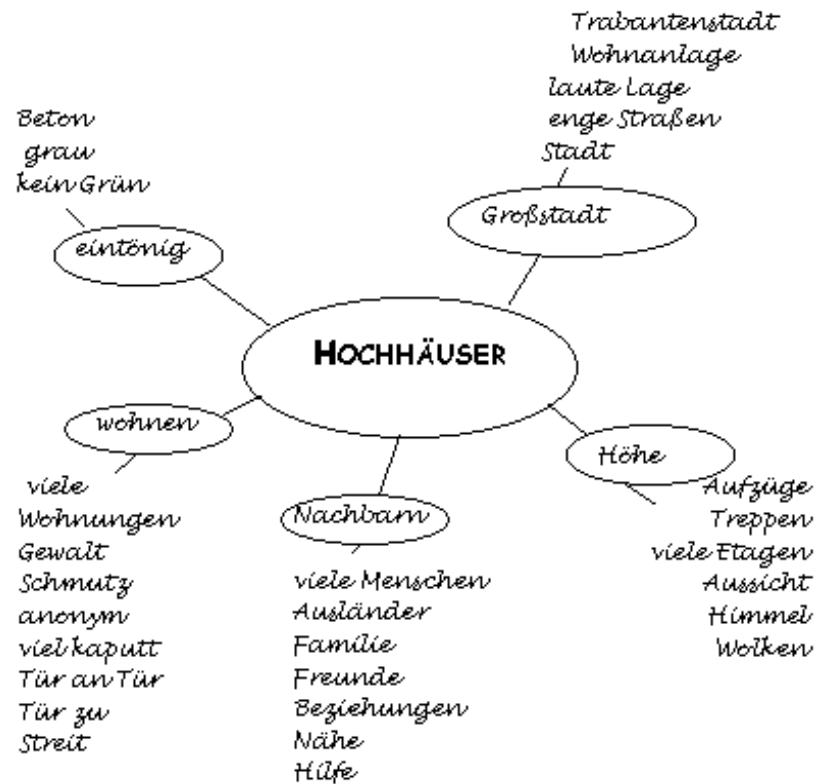 Trabantenstadt
Wohnanlage
laute Lage
enge Straßen
Stadt
Großstadt
Beton
grau
kein Grün
eintönig
HOCHHÄUSER
wohnen
viele
Wohnungen
Gewalt
Schmutz
anonym
viel kaputt
Tür an Tür
Tür zu
Streit
Nachbarn
viele Menschen
Ausländer
Familie
Freunde
Beziehungen
Nähe
Hilfe
Höhe
Aufzüge
Treppen
viele Etagen
Aussicht
Himmel
Wolken